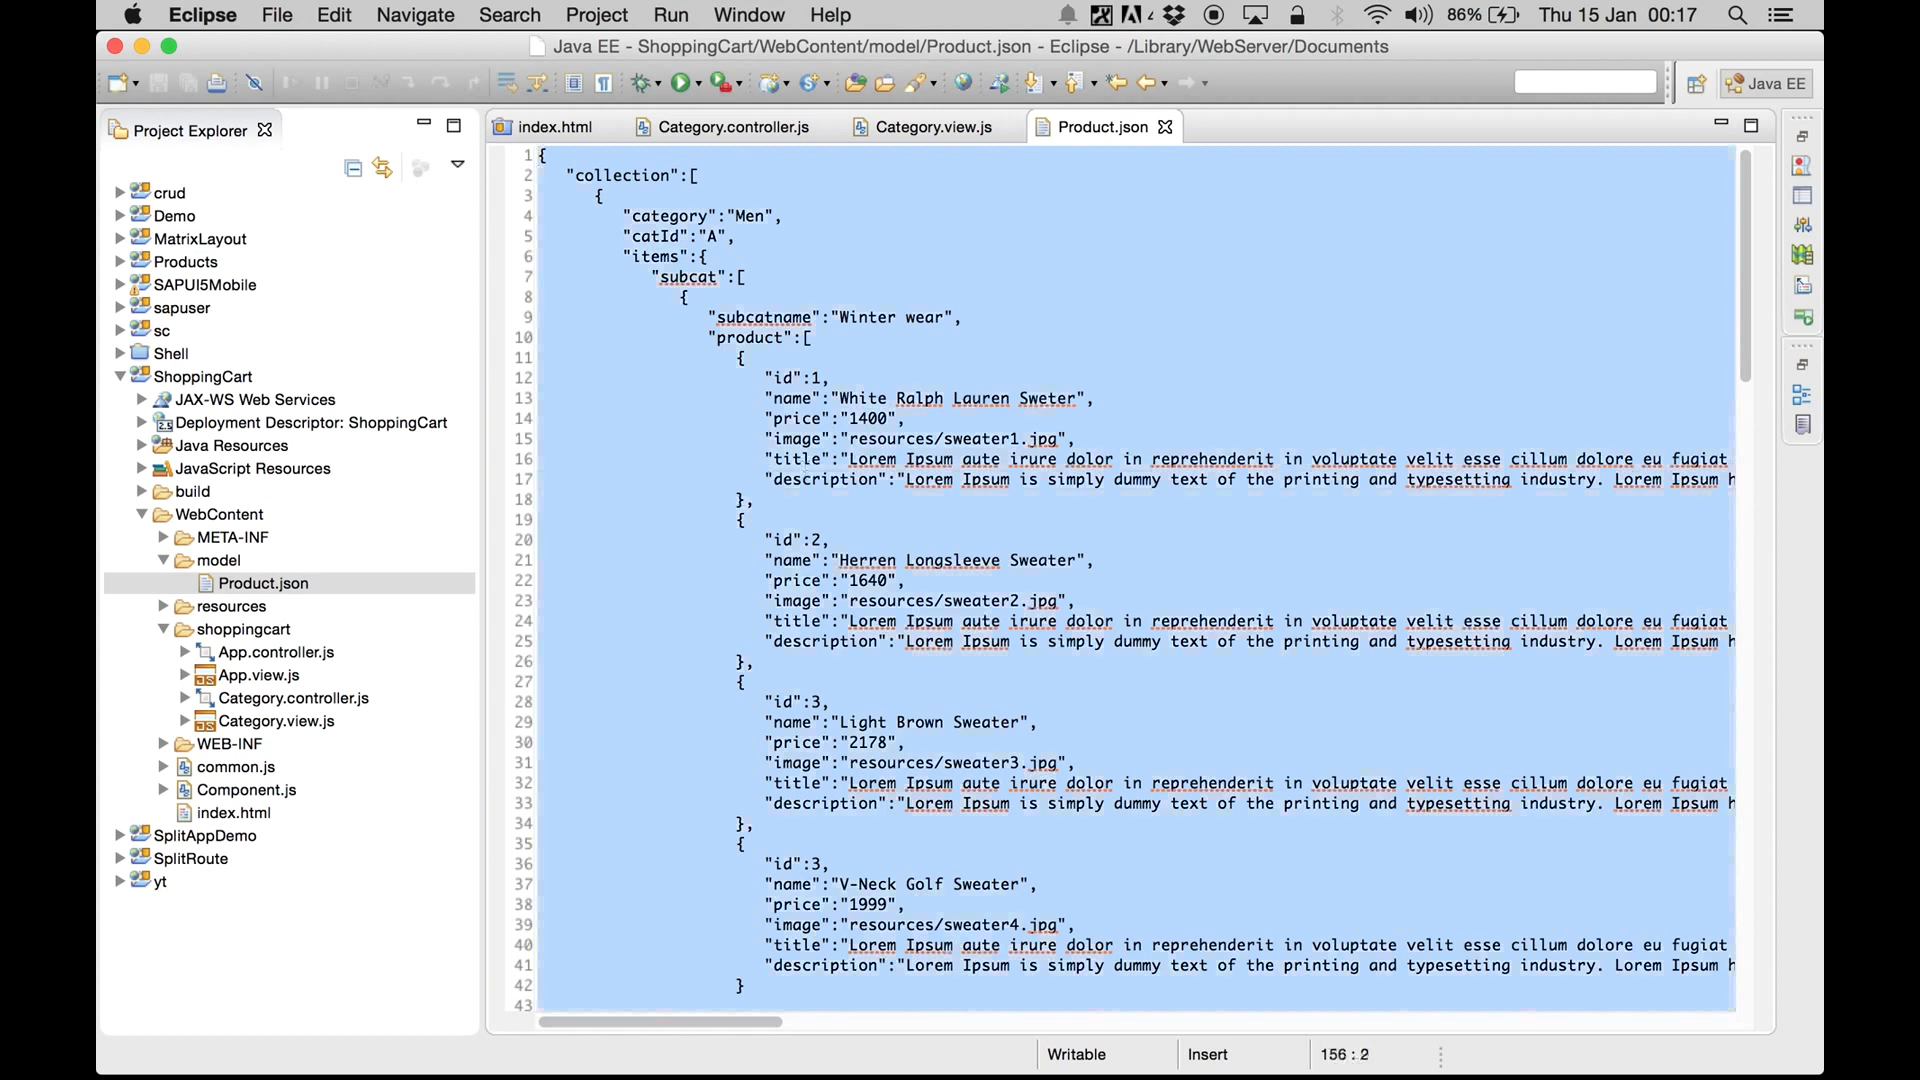 Eclipse File Edit Navigate Search Project Run Window Help 4 86% Thu 15 Jan 00:17
Java EE - ShoppingCart/WebContent/model/Product.json - Eclipse - /Library/WebServer/Documents
Java EE
Project Explorer
crud
Demo
MatrixLayout
Products
SAPUI5Mobile
sapuser
sc
Shell
ShoppingCart
JAX-WS Web Services
2.5 Deployment Descriptor: ShoppingCart
Java Resources
JavaScript Resources
build
WebContent
META-INF
model
Product.json
resources
shoppingcart
App.controller.js
App.view.js
Category.controller.js
Category.view.js
WEB-INF
common.js
Component.js
index.html
SplitAppDemo
SplitRoute
yt
index.html Category.controller.js Category.view.js Product.json
1 {
2 "collection":[
3 {
4 "category":"Men",
5 "catId":"A",
6 "items":{
7 "subcat":[
8 {
9 "subcatname":"Winter wear",
10 "product":[
11 {
12 "id":1,
13 "name":"White Ralph Lauren Sweter",
14 "price":"1400",
15 "image":"resources/sweater1.jpg",
16 "title":"Lorem Ipsum aute irure dolor in reprehenderit in voluptate velit esse cillum dolore eu fugiat
17 "description":"Lorem Ipsum is simply dummy text of the printing and typesetting industry. Lorem Ipsum h
18 },
19 {
20 "id":2,
21 "name":"Herren Longsleeve Sweater",
22 "price":"1640",
23 "image":"resources/sweater2.jpg",
24 "title":"Lorem Ipsum aute irure dolor in reprehenderit in voluptate velit esse cillum dolore eu fugiat
25 "description":"Lorem Ipsum is simply dummy text of the printing and typesetting industry. Lorem Ipsum h
26 },
27 {
28 "id":3,
29 "name":"Light Brown Sweater",
30 "price":"2178",
31 "image":"resources/sweater3.jpg",
32 "title":"Lorem Ipsum aute irure dolor in reprehenderit in voluptate velit esse cillum dolore eu fugiat
33 "description":"Lorem Ipsum is simply dummy text of the printing and typesetting industry. Lorem Ipsum h
34 },
35 {
36 "id":3,
37 "name":"V-Neck Golf Sweater",
38 "price":"1999",
39 "image":"resources/sweater4.jpg",
40 "title":"Lorem Ipsum aute irure dolor in reprehenderit in voluptate velit esse cillum dolore eu fugiat
41 "description":"Lorem Ipsum is simply dummy text of the printing and typesetting industry. Lorem Ipsum h
42 }
43
Writable Insert 156 : 2